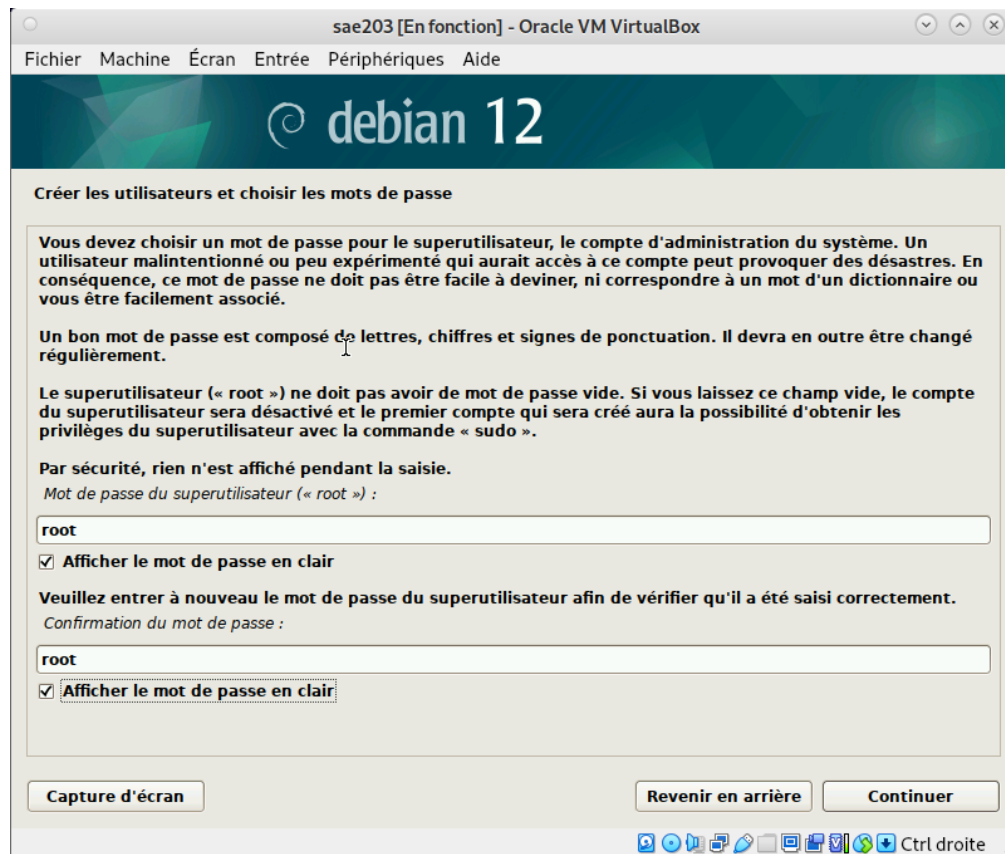 sae203 [En fonction] - Oracle VM VirtualBox
Fichier Machine Écran Entrée Périphériques Aide
debian 12
Créer les utilisateurs et choisir les mots de passe
Vous devez choisir un mot de passe pour le superutilisateur, le compte d'administration du système. Un
utilisateur malintentionné ou peu expérimenté qui aurait accès à ce compte peut provoquer des désastres. En
conséquence, ce mot de passe ne doit pas être facile à deviner, ni correspondre à un mot d'un dictionnaire ou
vous être facilement associé.
Un bon mot de passe est composé de lettres, chiffres et signes de ponctuation. Il devra en outre être changé
régulièrement.
Le superutilisateur (« root ») ne doit pas avoir de mot de passe vide. Si vous laissez ce champ vide, le compte
du superutilisateur sera désactivé et le premier compte qui sera créé aura la possibilité d'obtenir les
privilèges du superutilisateur avec la commande « sudo ».
Par sécurité, rien n'est affiché pendant la saisie.
Mot de passe du superutilisateur (« root ») :
root
Afficher le mot de passe en clair
Veuillez entrer à nouveau le mot de passe du superutilisateur afin de vérifier qu'il a été saisi correctement.
Confirmation du mot de passe :
root
Afficher le mot de passe en clair
Capture d'écran Revenir en arrière Continuer
Ctrl droite